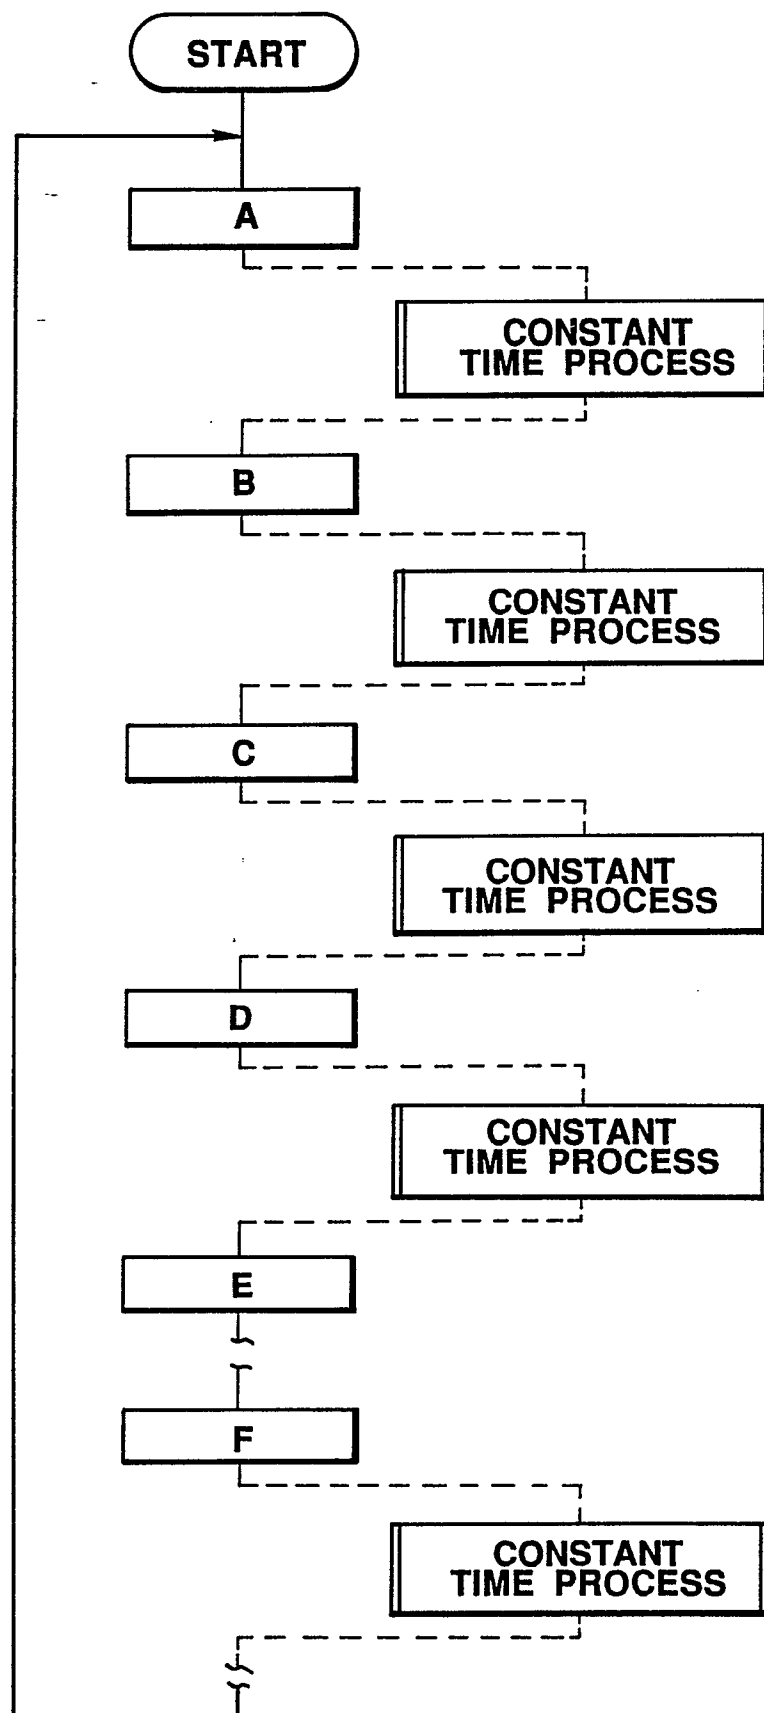 START
A
CONSTANT
TIME PROCESS
B
CONSTANT
TIME PROCESS
C
CONSTANT
TIME PROCESS
D
CONSTANT
TIME PROCESS
E
F
CONSTANT
TIME PROCESS